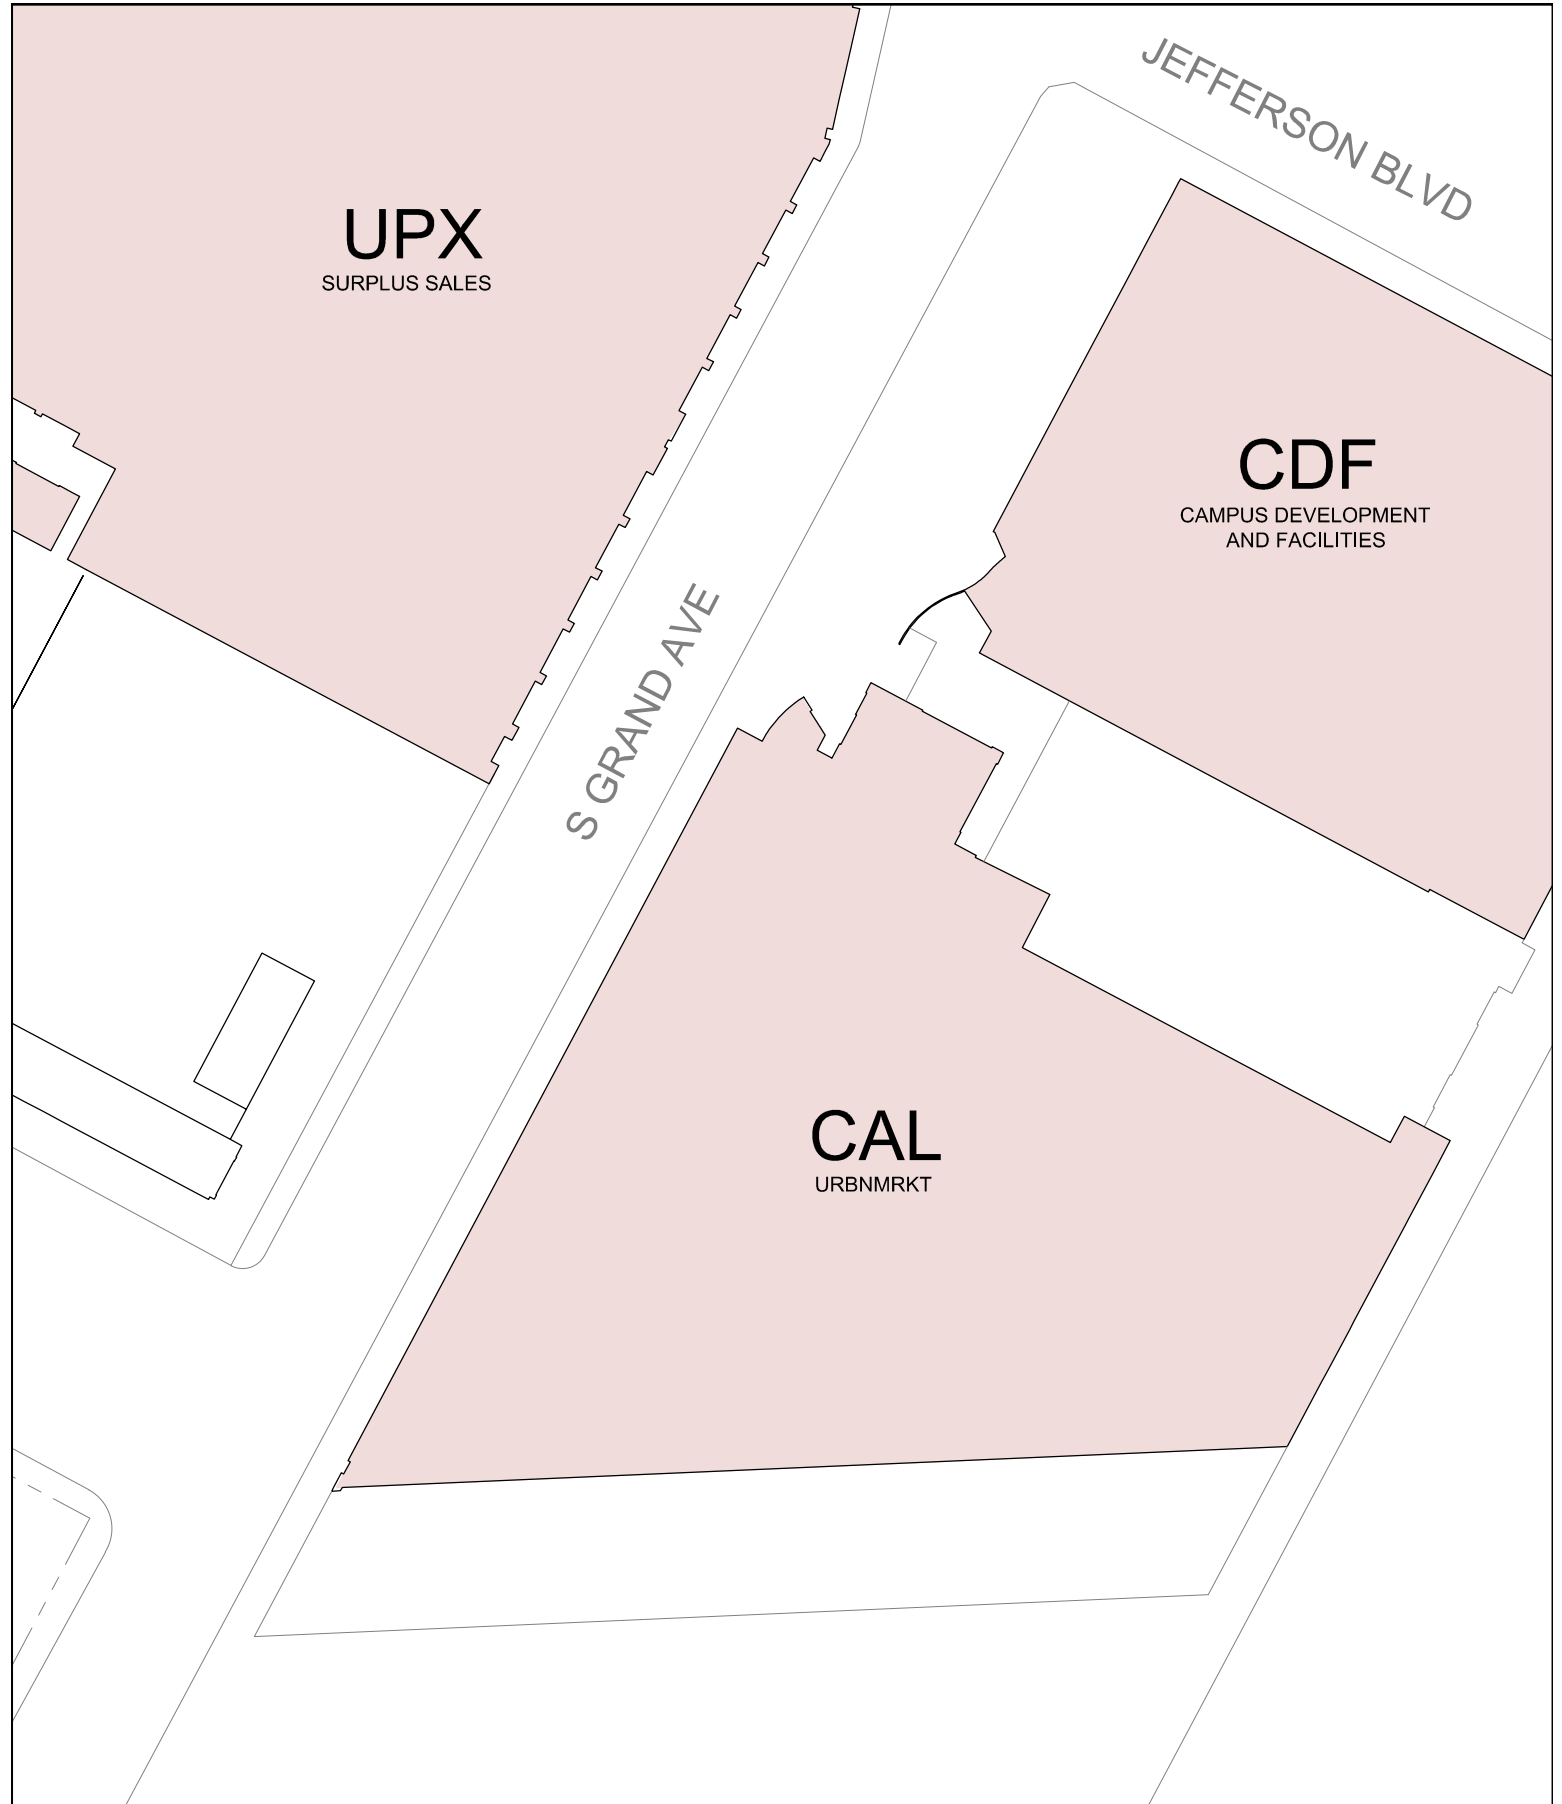 JEFFERSON BLVD
UPX
SURPLUS SALES
CDF
CAMPUS DEVELOPMENT
AND FACILITIES
S GRAND AVE
CAL
URBNMRKT